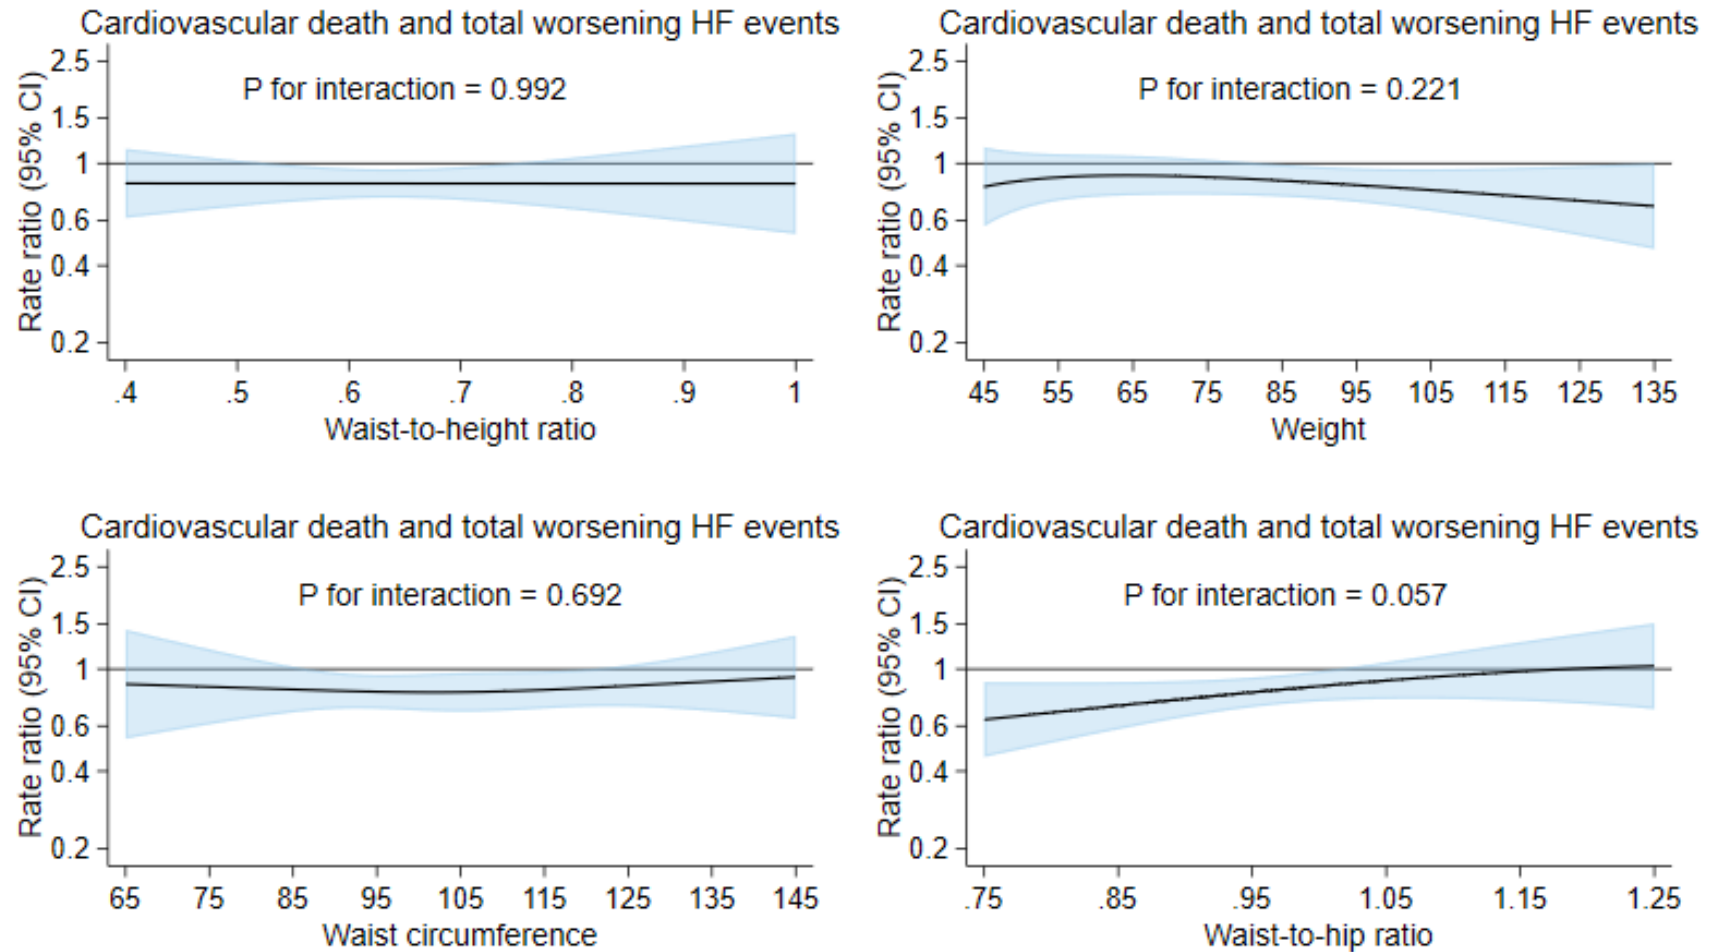 Cardiovascular death and total worsening HF events
P for interaction = 0.992
Rate ratio (95% CI)
2.5
1.5
1
0.6
0.4
0.2
.4 .5 .6 .7 .8 .9 1
Waist-to-height ratio
Cardiovascular death and total worsening HF events
P for interaction = 0.221
Rate ratio (95% CI)
2.5
1.5
1
0.6
0.4
0.2
45 55 65 75 85 95 105 115 125 135
Weight
Cardiovascular death and total worsening HF events
P for interaction = 0.692
Rate ratio (95% CI)
2.5
1.5
1
0.6
0.4
0.2
65 75 85 95 105 115 125 135 145
Waist circumference
Cardiovascular death and total worsening HF events
P for interaction = 0.057
Rate ratio (95% CI)
2.5
1.5
1
0.6
0.4
0.2
.75 .85 .95 1.05 1.15 1.25
Waist-to-hip ratio